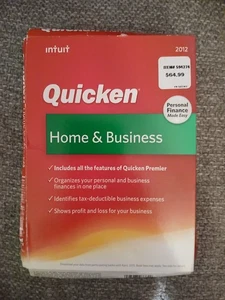 intuit
2012
$64.99
Quicken®
Personal
Finance
Made Easy
Home & Business
✓ Includes all the features of Quicken Premier
✓ Organizes your personal and business
finances in one place
✓ Identifies tax-deductible business expenses
✓ Shows profit and loss for your business